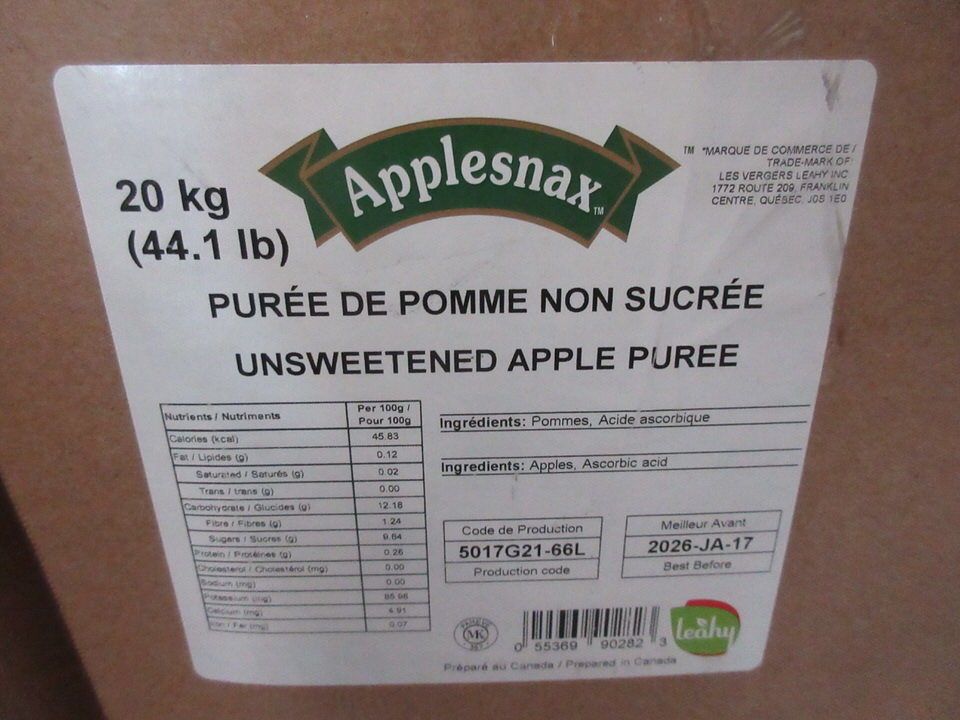 Applesnax™
20 kg
(44.1 lb)
™ *MARQUE DE COMMERCE DE /
TRADE-MARK OF
LES VERGERS LEAHY INC
1772 ROUTE 209, FRANKLIN
CENTRE, QUÉBEC, J0S 1E0
PURÉE DE POMME NON SUCRÉE
UNSWEETENED APPLE PUREE
Nutrients / Nutriments Per 100g / Pour 100g
Calories (kcal) 45.83
Fat / Lipides (g) 0.12
Saturated / Saturés (g) 0.02
Trans / trans (g) 0.00
Carbohydrate / Glucides (g) 12.18
Fibre / Fibres (g) 1.24
Sugars / Sucres (g) 9.64
Protein / Protéines (g) 0.26
Cholesterol / Cholestérol (mg) 0.00
Sodium (mg) 0.00
Potassium (mg)
Calcium (mg) 4.91
Iron / Fer (mg) 0.07
Ingrédients: Pommes, Acide ascorbique
Ingredients: Apples, Ascorbic acid
Code de Production
5017G21-66L
Production code
Meilleur Avant
2026-JA-17
Best Before
MK
0 55369 90282 3
leahy
Préparé au Canada / Prepared in Canada